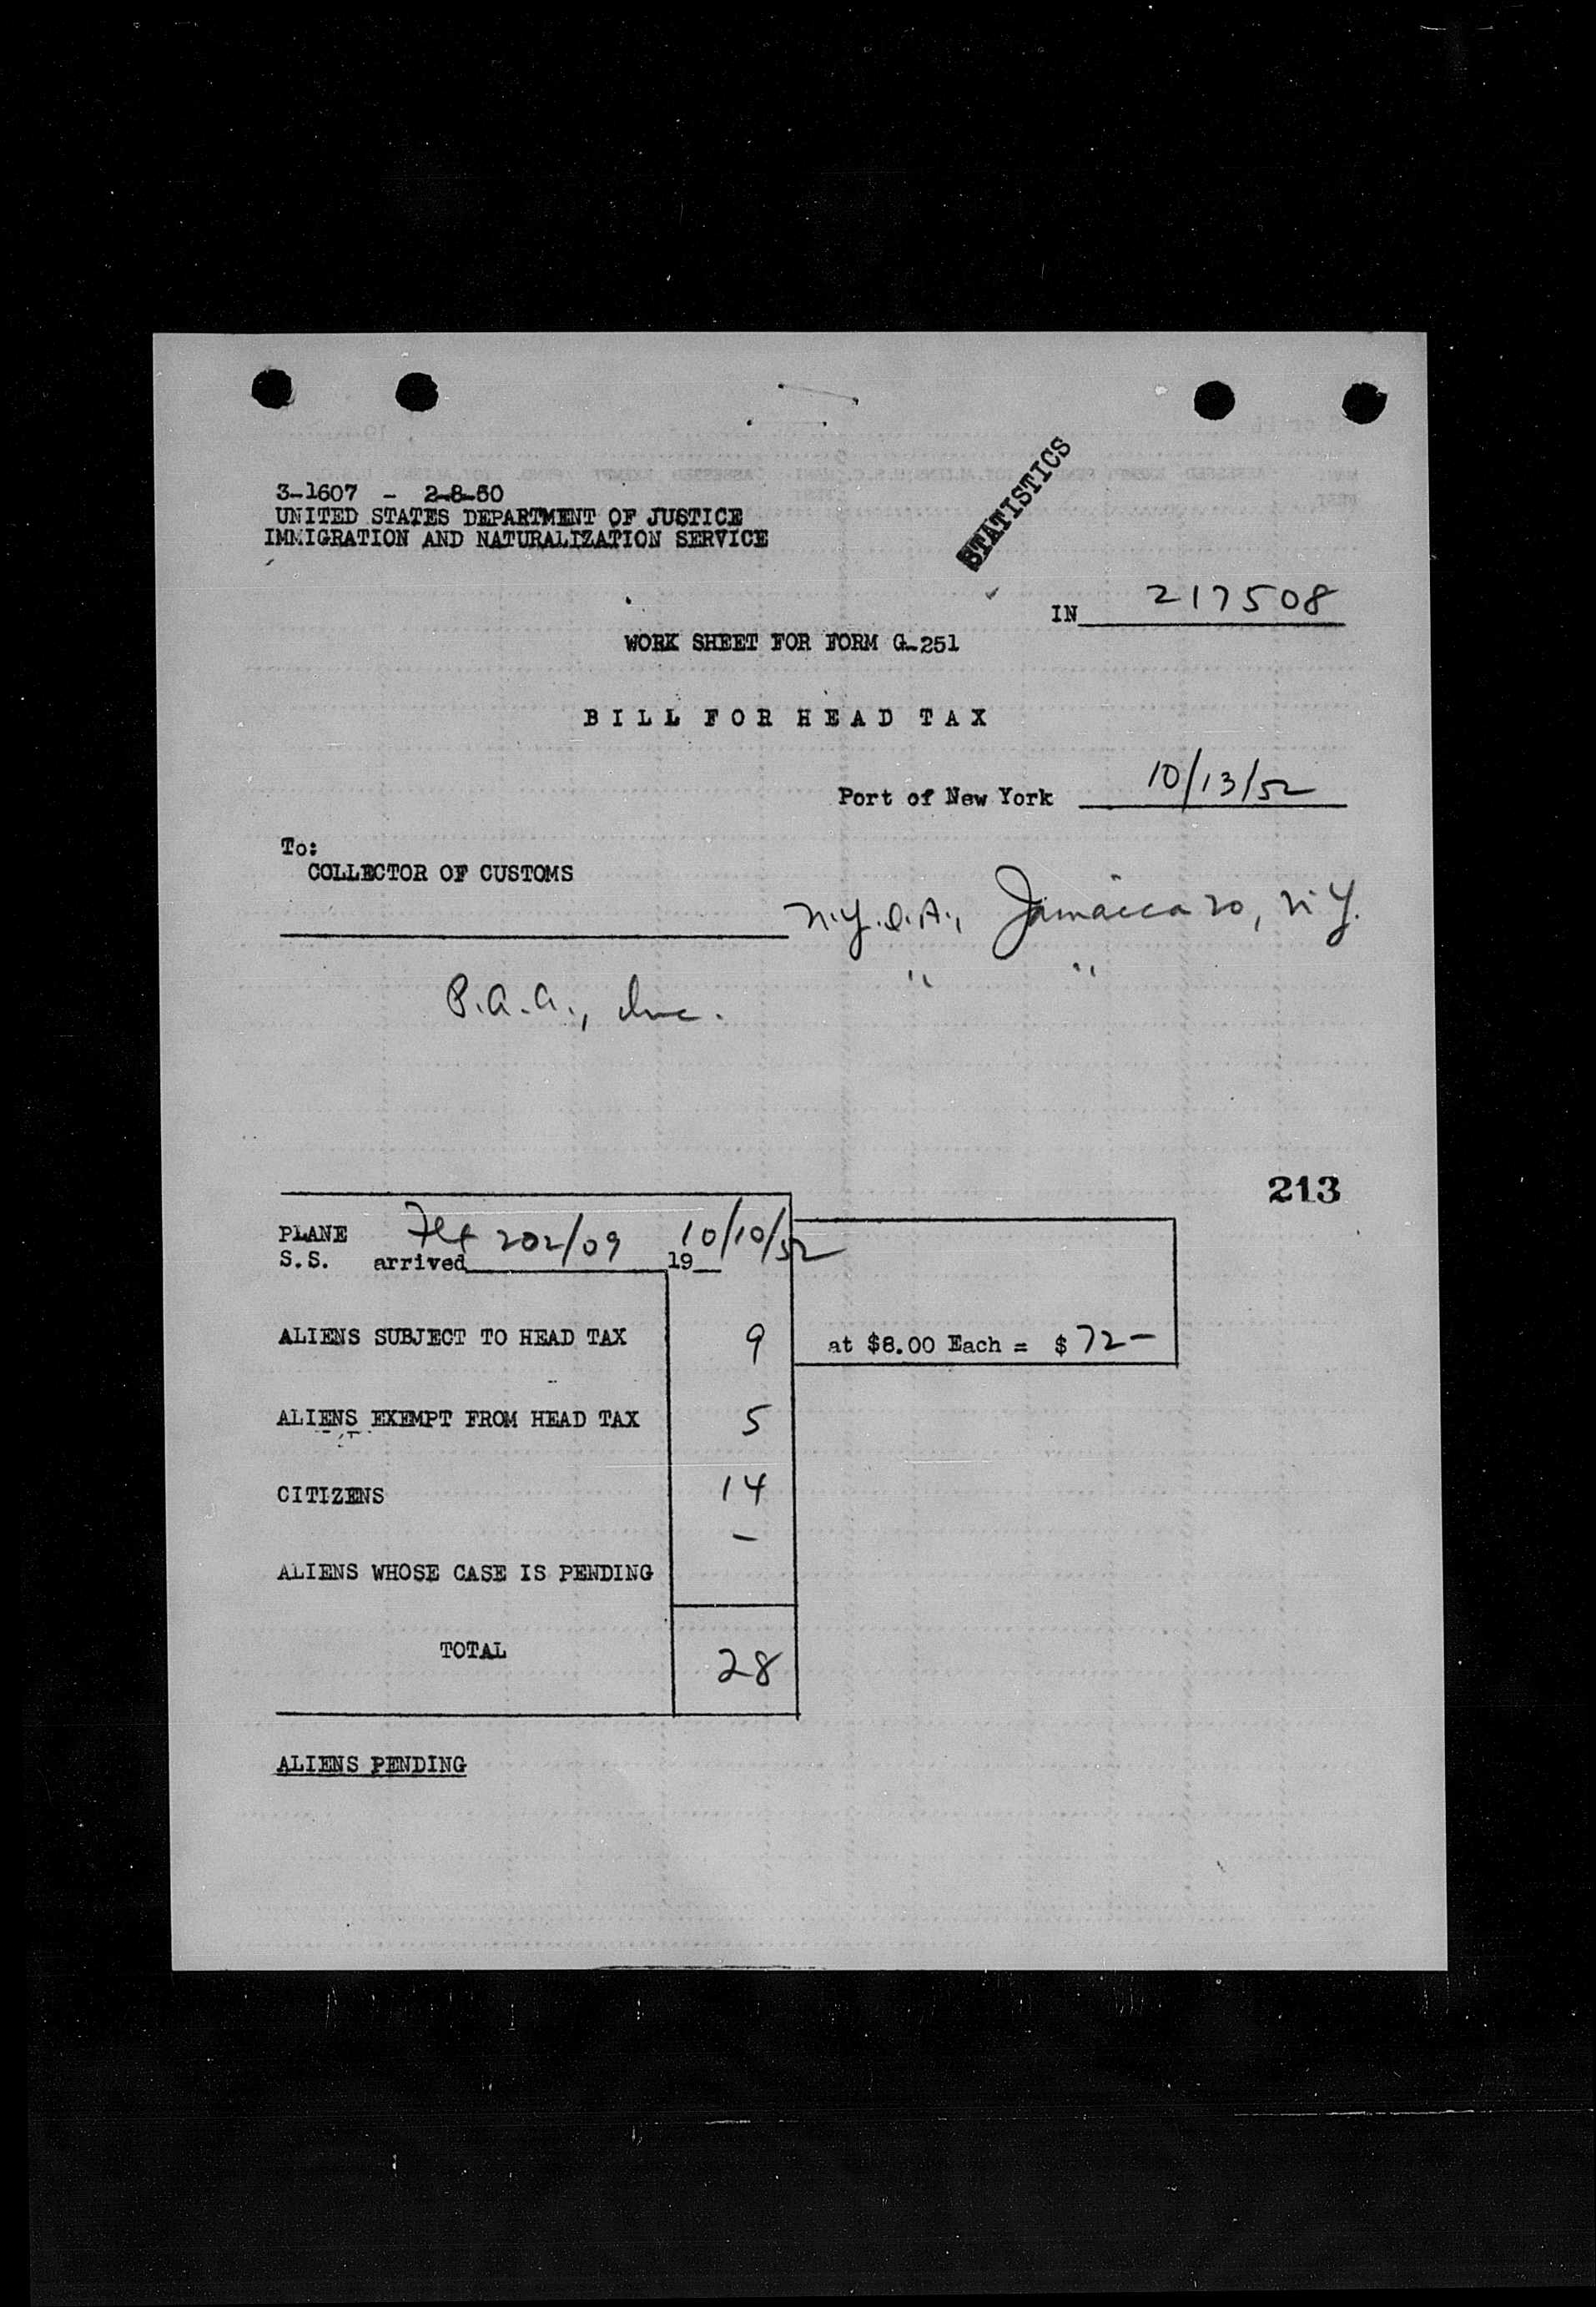 STATISTICS
3-1607 - 2-8-50
UNITED STATES DEPARTMENT OF JUSTICE
IMMIGRATION AND NATURALIZATION SERVICE
IN 217508
WORK SHEET FOR FORM G-251
BILL FOR HEAD TAX
Port of New York 10/13/52
To:
COLLECTOR OF CUSTOMS
N.Y.I.A., Jamaica 20, N.Y.
P.A.A., Inc. " "
213
PLANE Flt 202/09 10/10/52
S.S. arrived 19
ALIENS SUBJECT TO HEAD TAX 9 at $8.00 Each = $ 72-
ALIENS EXEMPT FROM HEAD TAX 5
CITIZENS 14
-
ALIENS WHOSE CASE IS PENDING
TOTAL 28
ALIENS PENDING